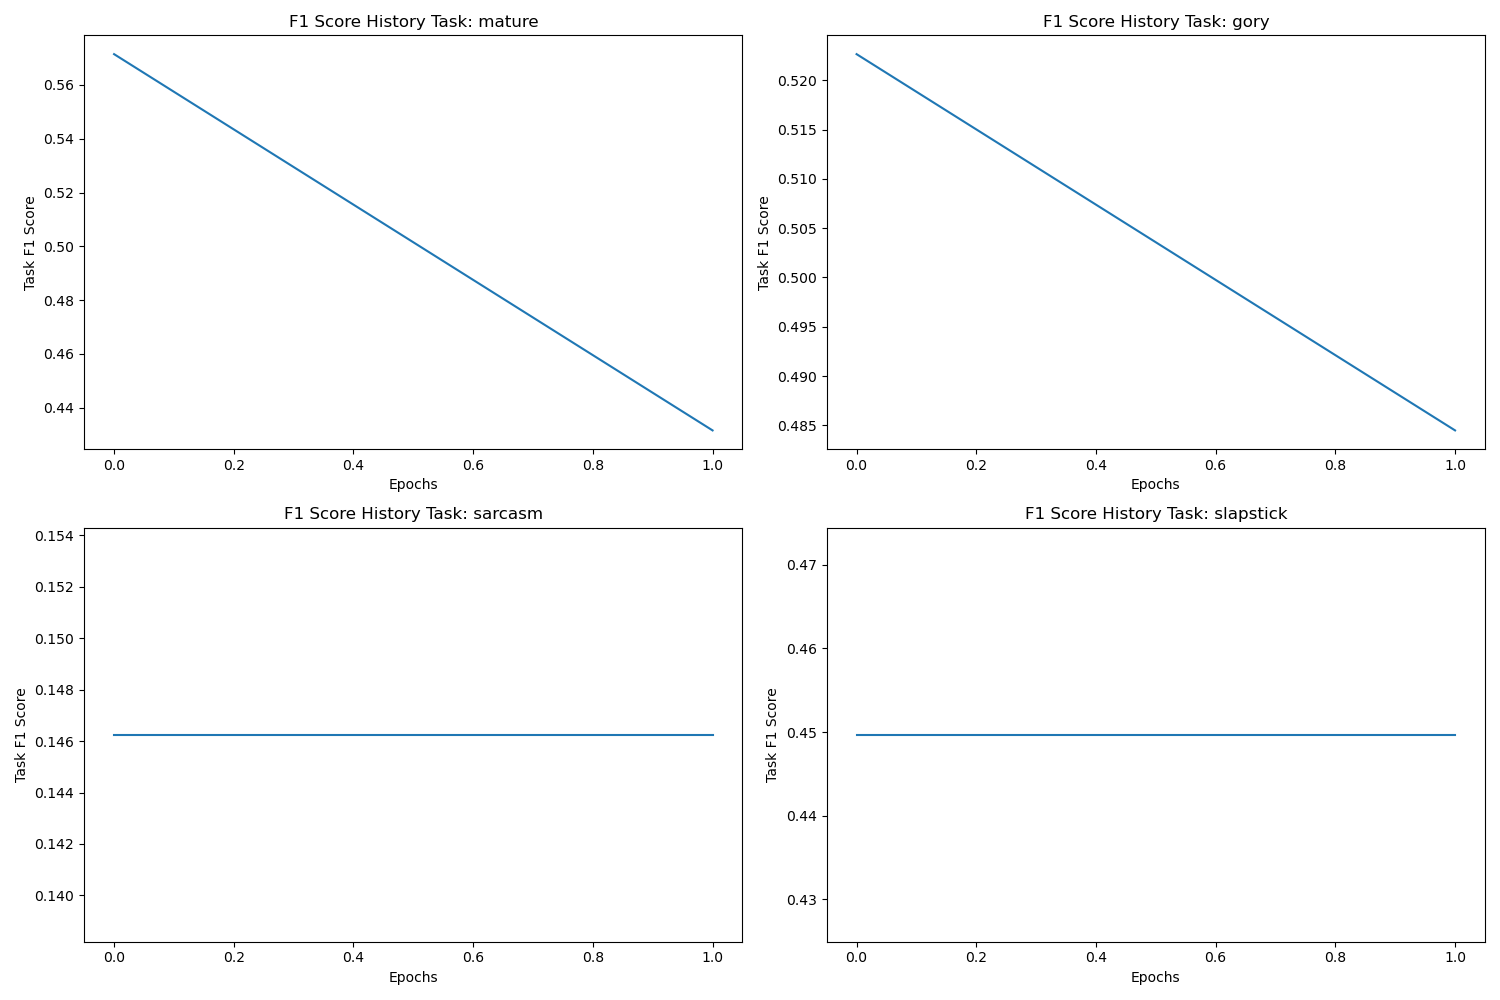 F1 Score History Task: mature
Task F1 Score
0.56
0.54
0.52
0.50
0.48
0.46
0.44
0.0 0.2 0.4 0.6 0.8 1.0
Epochs
F1 Score History Task: gory
Task F1 Score
0.520
0.515
0.510
0.505
0.500
0.495
0.490
0.485
0.0 0.2 0.4 0.6 0.8 1.0
Epochs
F1 Score History Task: sarcasm
Task F1 Score
0.154
0.152
0.150
0.148
0.146
0.144
0.142
0.140
0.0 0.2 0.4 0.6 0.8 1.0
Epochs
F1 Score History Task: slapstick
Task F1 Score
0.47
0.46
0.45
0.44
0.43
0.0 0.2 0.4 0.6 0.8 1.0
Epochs